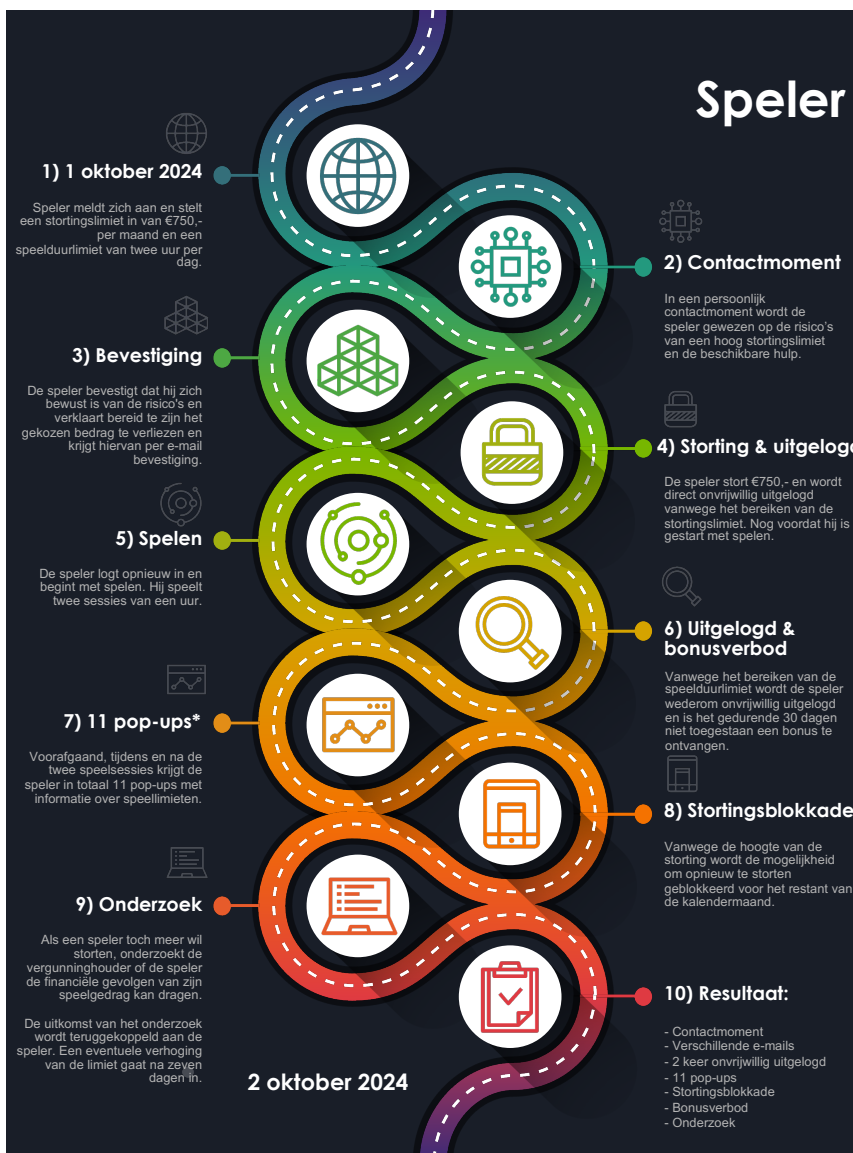 Speler
1) 1 oktober 2024
Speler meldt zich aan en stelt
een stortingslimiet in van €750,-
per maand en een
speelduurlimiet van twee uur per
dag.
2) Contactmoment
In een persoonlijk
contactmoment wordt de
speler gewezen op de risico's
van een hoog stortingslimiet
en de beschikbare hulp.
3) Bevestiging
De speler bevestigt dat hij zich
bewust is van de risico's en
verklaart bereid te zijn het
gekozen bedrag te verliezen en
krijgt hiervan per e-mail
bevestiging.
4) Storting & uitgelogd
De speler stort €750,- en wordt
direct onvrijwillig uitgelogd
vanwege het bereiken van de
stortingslimiet. Nog voordat hij is
gestart met spelen.
5) Spelen
De speler logt opnieuw in en
begint met spelen. Hij speelt
twee sessies van een uur.
6) Uitgelogd &
bonusverbod
Vanwege het bereiken van de
speelduurlimiet wordt de speler
wederom onvrijwillig uitgelogd
en is het gedurende 30 dagen
niet toegestaan een bonus te
ontvangen.
7) 11 pop-ups*
Voorafgaand, tijdens en na de
twee speelsessies krijgt de
speler in totaal 11 pop-ups met
informatie over speellimieten.
8) Stortingsblokkade
Vanwege de hoogte van de
storting wordt de mogelijkheid
om opnieuw te storten
geblokkeerd voor het restant van
de kalendermaand.
9) Onderzoek
Als een speler toch meer wil
storten, onderzoekt de
vergunninghouder of de speler
de financiële gevolgen van zijn
speelgedrag kan dragen.
De uitkomst van het onderzoek
wordt teruggekoppeld aan de
speler. Een eventuele verhoging
van de limiet gaat na zeven
dagen in.
10) Resultaat:
- Contactmoment
- Verschillende e-mails
- 2 keer onvrijwillig uitgelogd
- 11 pop-ups
- Stortingsblokkade
- Bonusverbod
- Onderzoek
2 oktober 2024